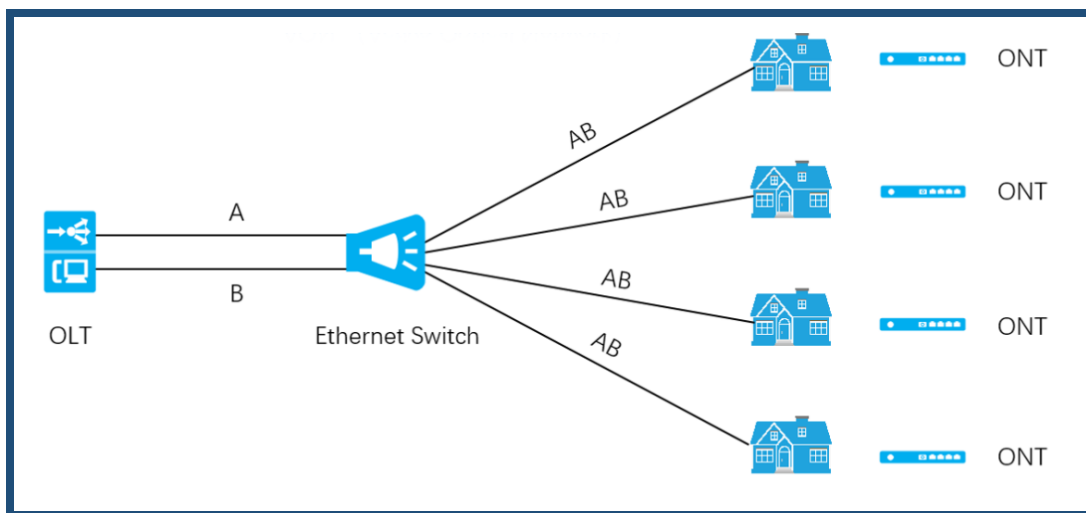 ONT
AB
A
AB
ONT
B
AB
OLT
Ethernet Switch
AB
ONT
ONT